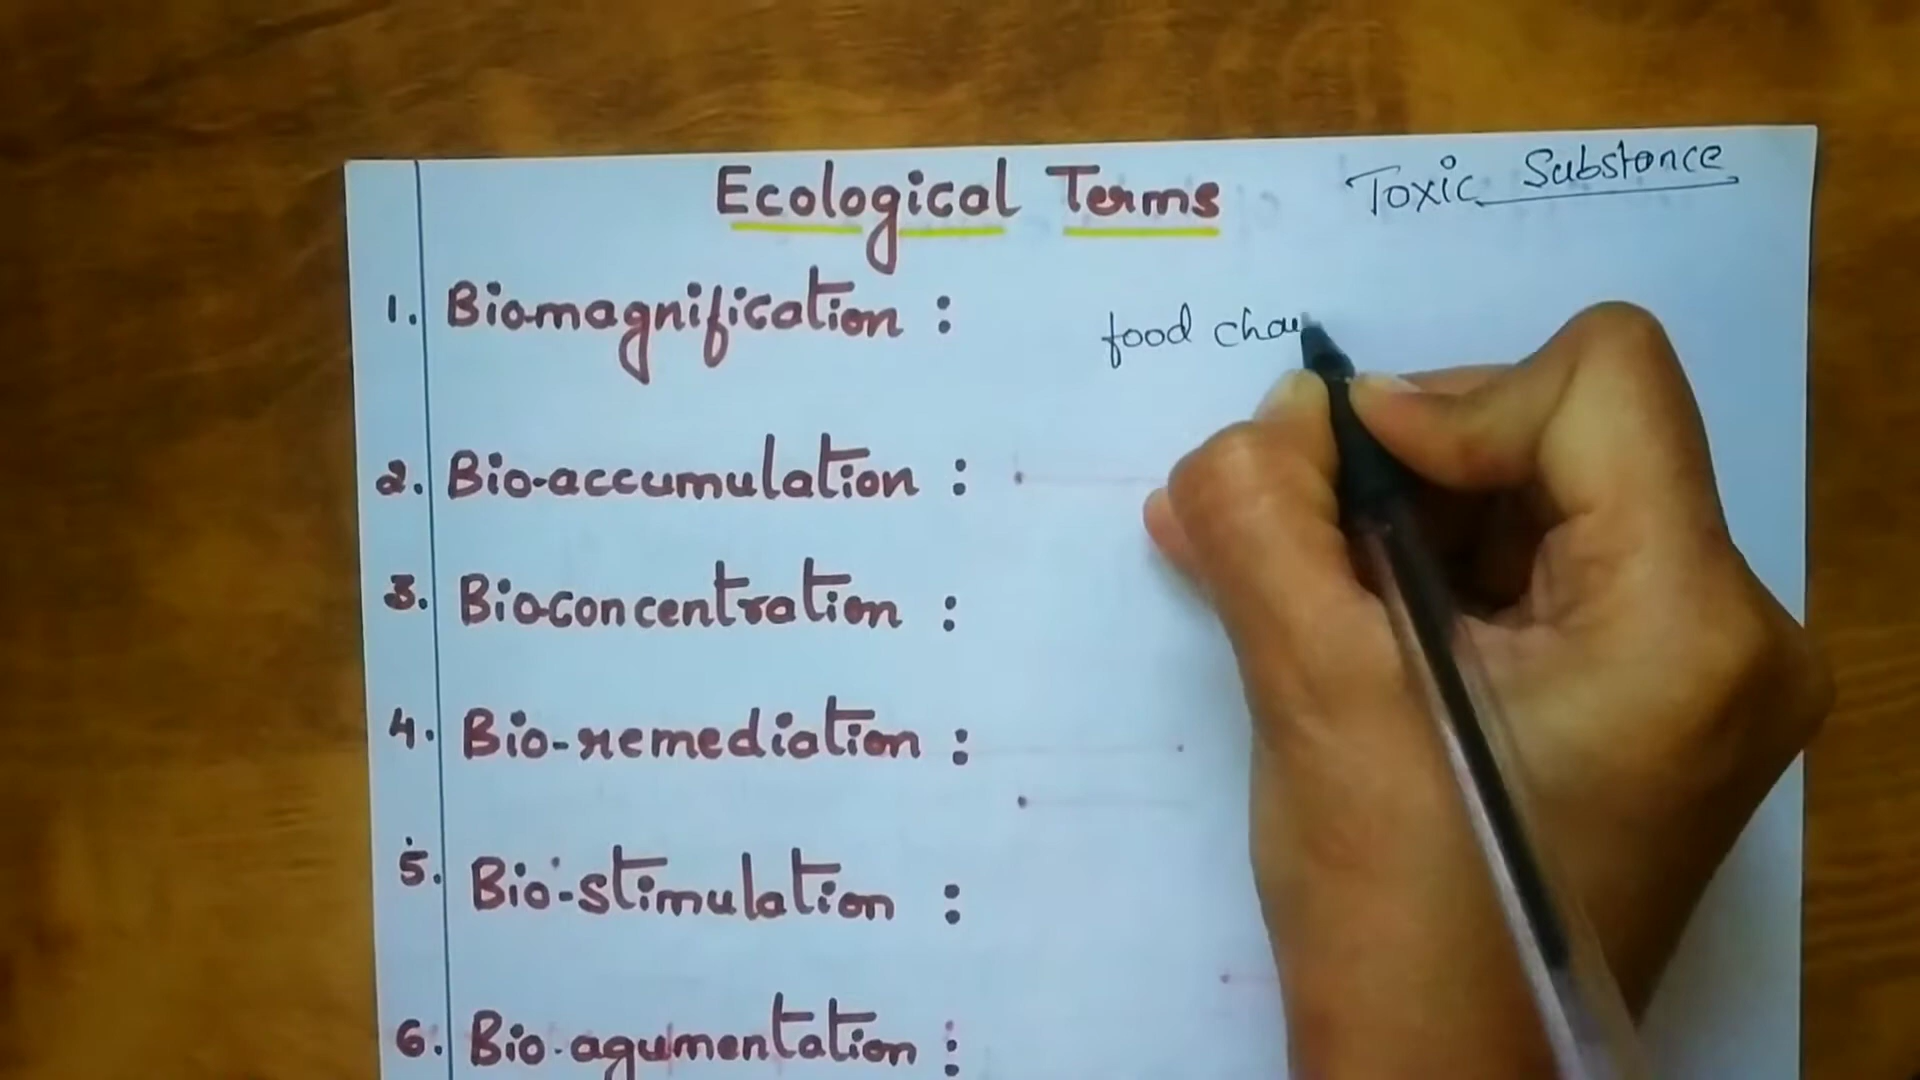 Ecological Terms Toxic Substance
1. Biomagnification : food chai
2. Bio-accumulation :
3. Bioconcentration :
4. Bio-remediation :
5. Bio-stimulation :
6. Bio-agumentation :